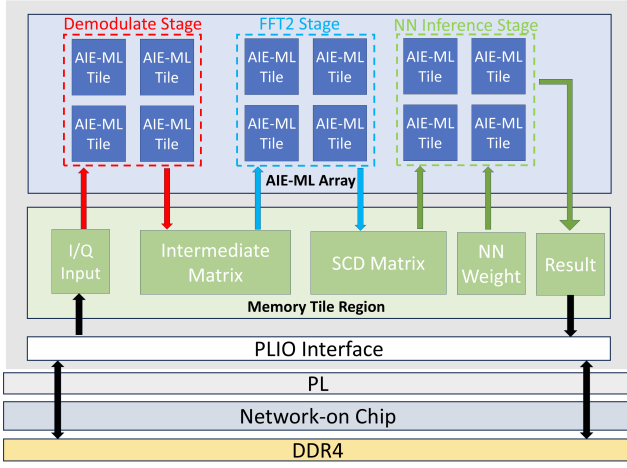 Demodulate Stage
FFT2 Stage
NN Inference Stage
AIE-ML
Tile
AIE-ML
Tile
AIE-ML
Tile
AIE-ML
Tile
AIE-ML
Tile
AIE-ML
Tile
AIE-ML
Tile
AIE-ML
Tile
AIE-ML
Tile
AIE-ML
Tile
AIE-ML
Tile
AIE-ML
Tile
AIE-ML Array
I/Q
Input
Intermediate
Matrix
SCD Matrix
NN
Weight
Result
Memory Tile Region
PLIO Interface
PL
Network-on Chip
DDR4